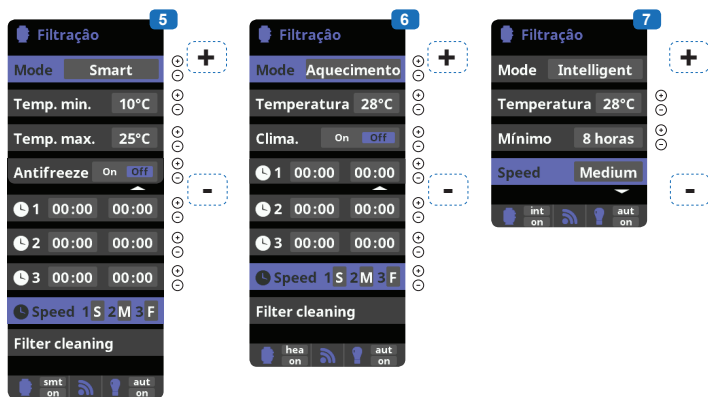 5
Filtraçâo
Mode Smart
Temp. min. 10°C
Temp. max. 25°C
Antifreeze On Off
1 00:00 00:00
2 00:00 00:00
3 00:00 00:00
Speed 1 S 2 M 3 F
Filter cleaning
smt on aut on
+
-
6
Filtraçâo
Mode Aquecimento
Temperatura 28°C
Clima. On Off
1 00:00 00:00
2 00:00 00:00
3 00:00 00:00
Speed 1 S 2 M 3 F
Filter cleaning
hea on aut on
+
-
7
Filtraçâo
Mode Intelligent
Temperatura 28°C
Mínimo 8 horas
Speed Medium
int on aut on
+
-